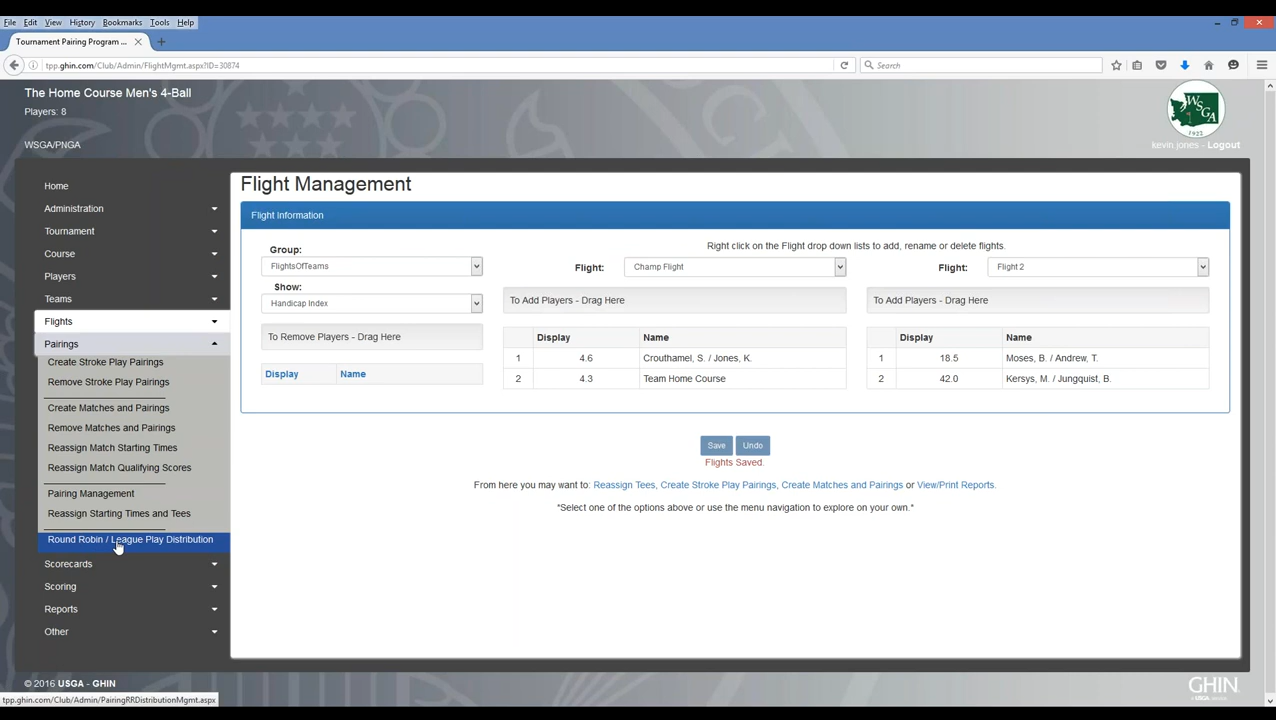 File Edit View History Bookmarks Tools Help
Tournament Pairing Program ...
tpp.ghin.com/Club/Admin/FlightMgmt.aspx?ID=30874
Search
The Home Course Men's 4-Ball
Players: 8
WSGA/PNGA
WSGA
1922
kevin jones - Logout
Home
Administration
Tournament
Course
Players
Teams
Flights
Pairings
Create Stroke Play Pairings
Remove Stroke Play Pairings
Create Matches and Pairings
Remove Matches and Pairings
Reassign Match Starting Times
Reassign Match Qualifying Scores
Pairing Management
Reassign Starting Times and Tees
Round Robin / League Play Distribution
Scorecards
Scoring
Reports
Other
Flight Management
Flight Information
Group:
FlightsOfTeams
Show:
Handicap Index
To Remove Players - Drag Here
Display Name
Right click on the Flight drop down lists to add, rename or delete flights.
Flight: Champ Flight
To Add Players - Drag Here
Display Name
1 4.6 Crouthamel, S. / Jones, K.
2 4.3 Team Home Course
Flight: Flight 2
To Add Players - Drag Here
Display Name
1 18.5 Moses, B. / Andrew, T.
2 42.0 Kersys, M. / Jungquist, B.
Save Undo
Flights Saved.
From here you may want to: Reassign Tees, Create Stroke Play Pairings, Create Matches and Pairings or View/Print Reports.
*Select one of the options above or use the menu navigation to explore on your own.*
© 2016 USGA - GHIN
GHIN
tpp.ghin.com/Club/Admin/PairingRRDistributionMgmt.aspx